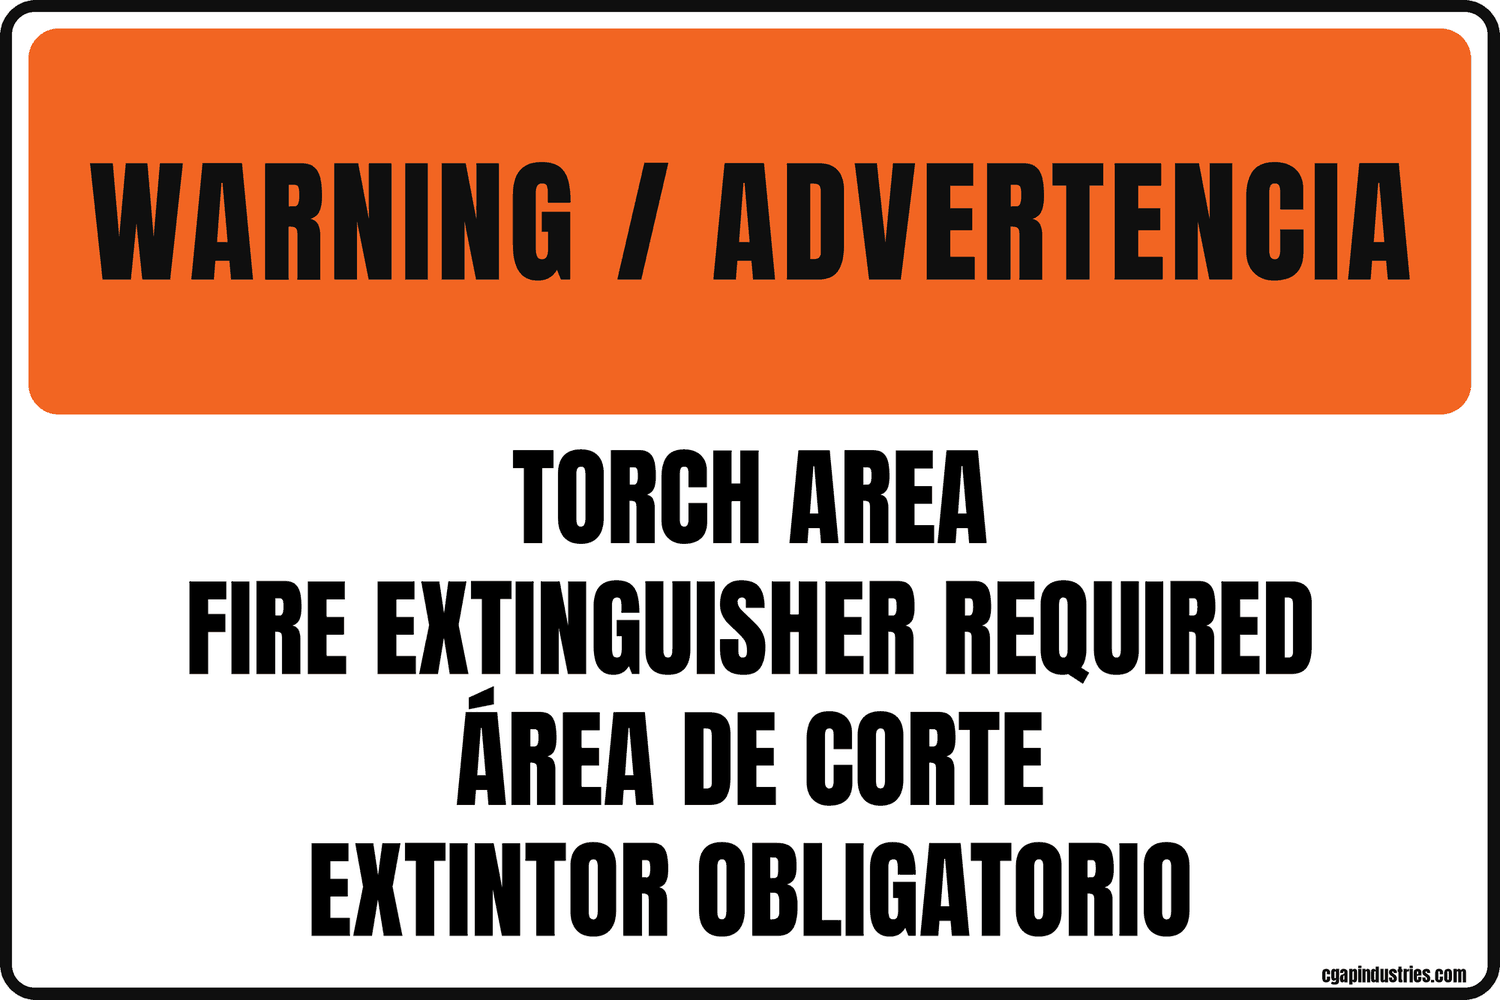 WARNING / ADVERTENCIA
TORCH AREA
FIRE EXTINGUISHER REQUIRED
ÁREA DE CORTE
EXTINTOR OBLIGATORIO
cgapindustries.com